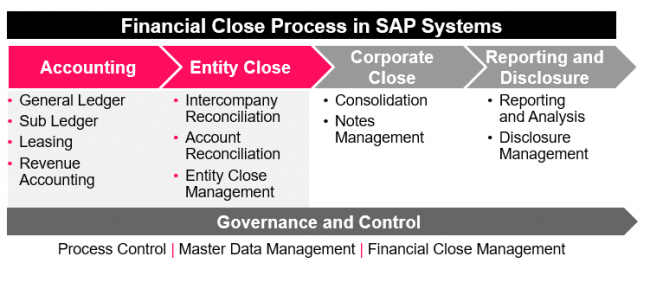 Financial Close Process in SAP Systems
Accounting
Entity Close
Corporate
Close
Reporting and
Disclosure
• General Ledger
• Sub Ledger
• Leasing
• Revenue
Accounting
• Intercompany
Reconciliation
• Account
Reconciliation
• Entity Close
Management
• Consolidation
• Notes
Management
• Reporting
and Analysis
• Disclosure
Management
Governance and Control
Process Control | Master Data Management | Financial Close Management